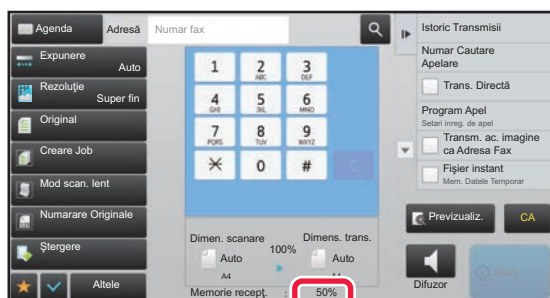 Agenda
Adresă
Numar fax
Istoric Transmisii
Expunere
Auto
Numar Cautare
Apelare
Rezoluţie
Super fin
Trans. Directă
Original
Program Apel
Setari inreg. de apel
Creare Job
Transm. ac. imagine
ca Adresa Fax
Mod scan. lent
Fişier instant
Mem. Datele Temporar
Numarare Originale
Ştergere
Altele
1
2
ABC
3
DEF
4
GHI
5
JKL
6
MNO
7
PQRS
8
TUV
9
WXYZ
0
#
C
Dimen. scanare
100%
Dimens. trans.
Auto
A4
Auto
A4
Memorie recepţ. : 50%
Previzualiz.
CA
Difuzor
Start